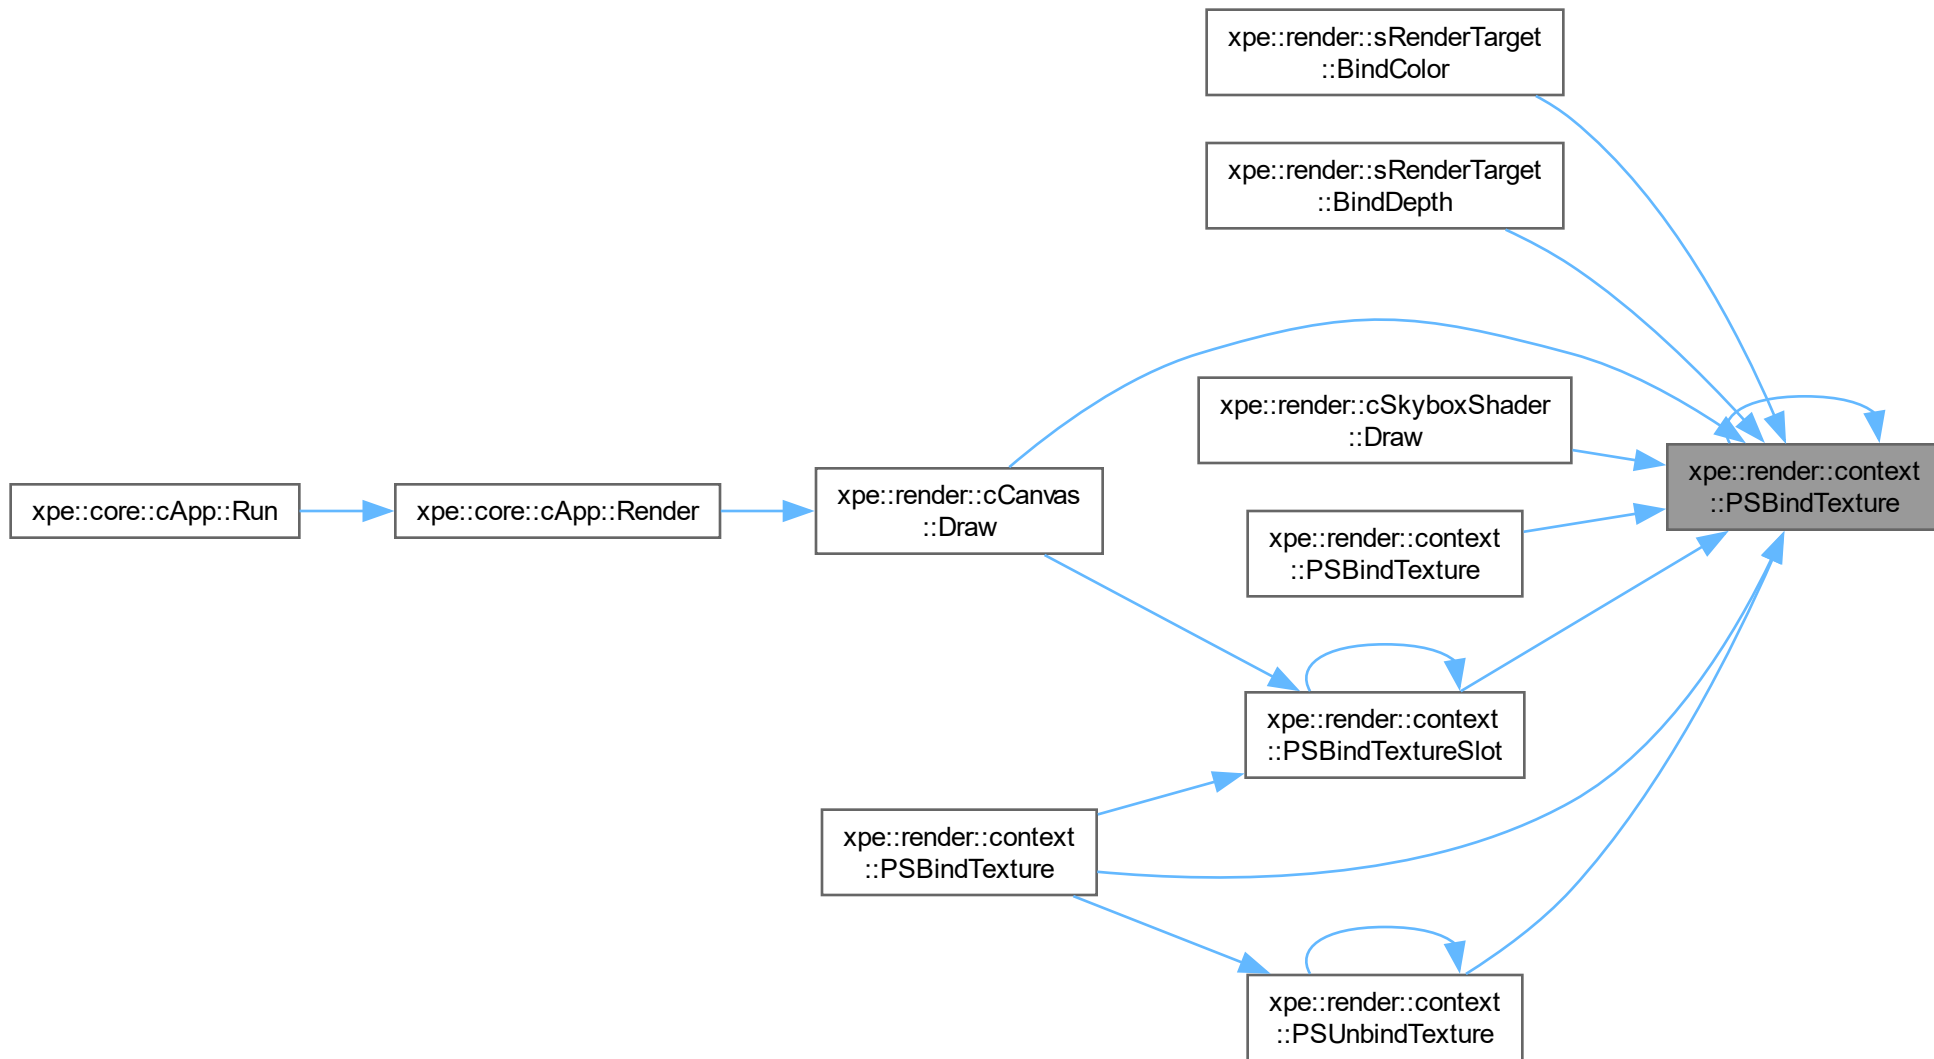 xpe::render::sRenderTarget
::BindColor
xpe::render::sRenderTarget
::BindDepth
xpe::render::cSkyboxShader
::Draw
xpe::render::context
::PSBindTexture
xpe::core::cApp::Run
xpe::core::cApp::Render
xpe::render::cCanvas
::Draw
xpe::render::context
::PSBindTexture
xpe::render::context
::PSBindTextureSlot
xpe::render::context
::PSBindTexture
xpe::render::context
::PSUnbindTexture